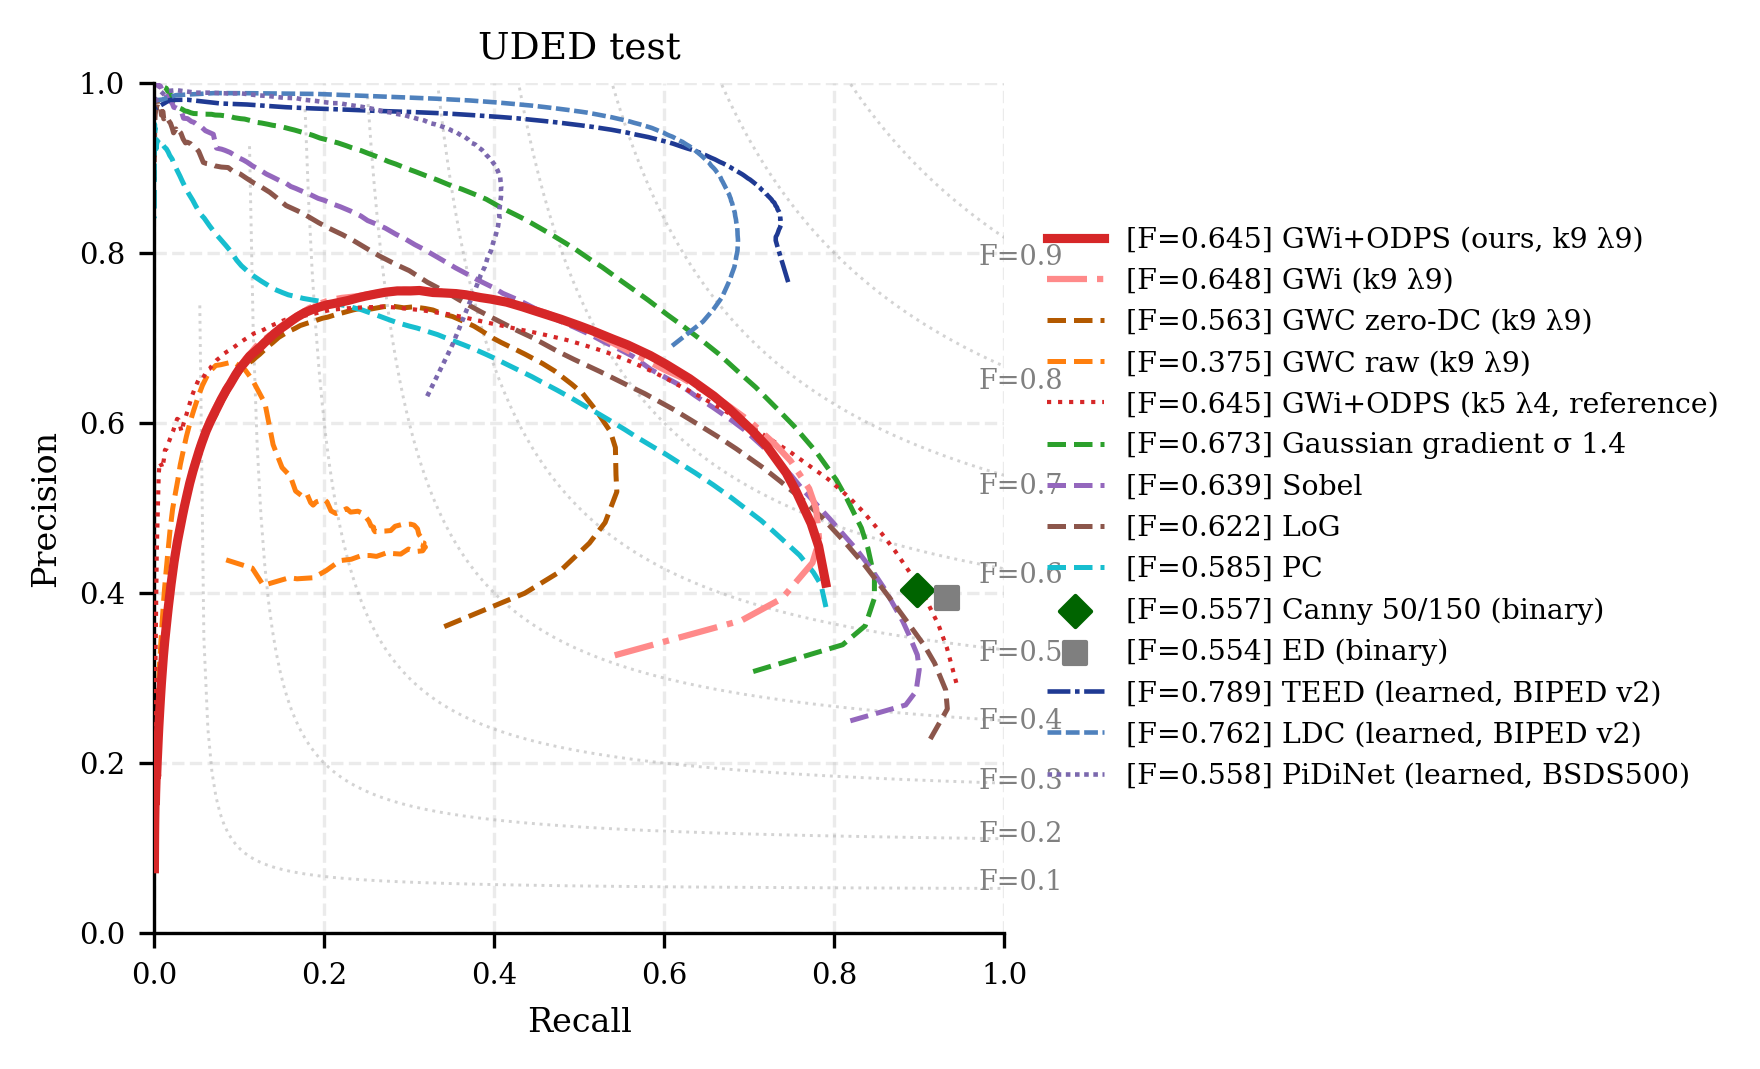 UDED test
Precision
1.0
0.8
0.6
0.4
0.2
0.0
0.0 0.2 0.4 0.6 0.8 1.0
Recall
F=0.9
F=0.8
F=0.7
F=0.6
F=0.5
F=0.4
F=0.3
F=0.2
F=0.1
[F=0.645] GWi+ODPS (ours, k9 λ9)
[F=0.648] GWi (k9 λ9)
[F=0.563] GWC zero-DC (k9 λ9)
[F=0.375] GWC raw (k9 λ9)
[F=0.645] GWi+ODPS (k5 λ4, reference)
[F=0.673] Gaussian gradient σ 1.4
[F=0.639] Sobel
[F=0.622] LoG
[F=0.585] PC
[F=0.557] Canny 50/150 (binary)
[F=0.554] ED (binary)
[F=0.789] TEED (learned, BIPED v2)
[F=0.762] LDC (learned, BIPED v2)
[F=0.558] PiDiNet (learned, BSDS500)